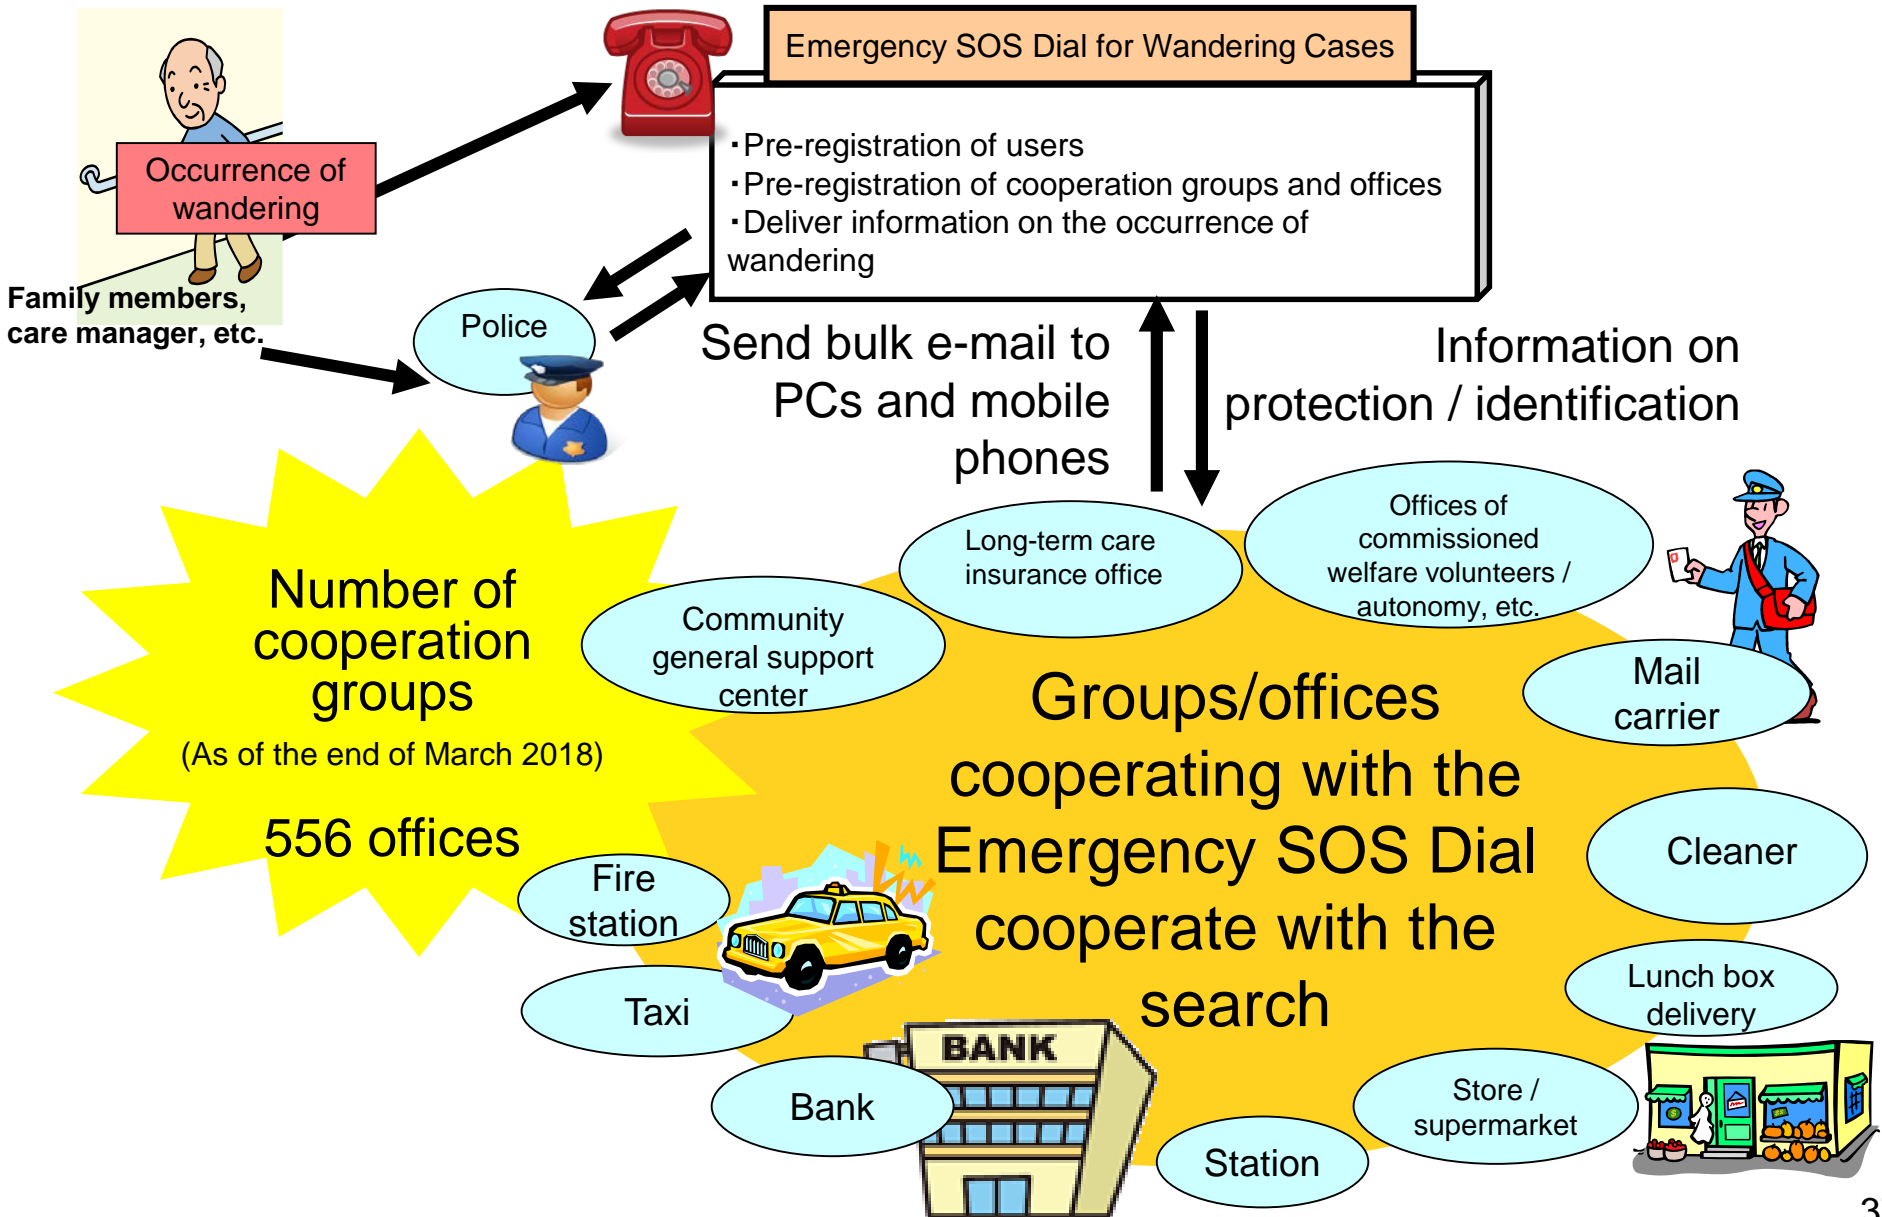 Emergency SOS Dial for Wandering Cases
・Pre-registration of users
・Pre-registration of cooperation groups and offices
・Deliver information on the occurrence of
wandering
Occurrence of
wandering
Family members,
care manager, etc.
Police
Send bulk e-mail to
PCs and mobile
phones
Information on
protection / identification
Number of
cooperation
groups
(As of the end of March 2018)
556 offices
Community
general support
center
Long-term care
insurance office
Offices of
commissioned
welfare volunteers /
autonomy, etc.
Mail
carrier
Groups/offices
cooperating with the
Emergency SOS Dial
cooperate with the
search
Cleaner
Fire
station
Lunch box
delivery
Taxi
BANK
Bank
Store /
supermarket
Station
3